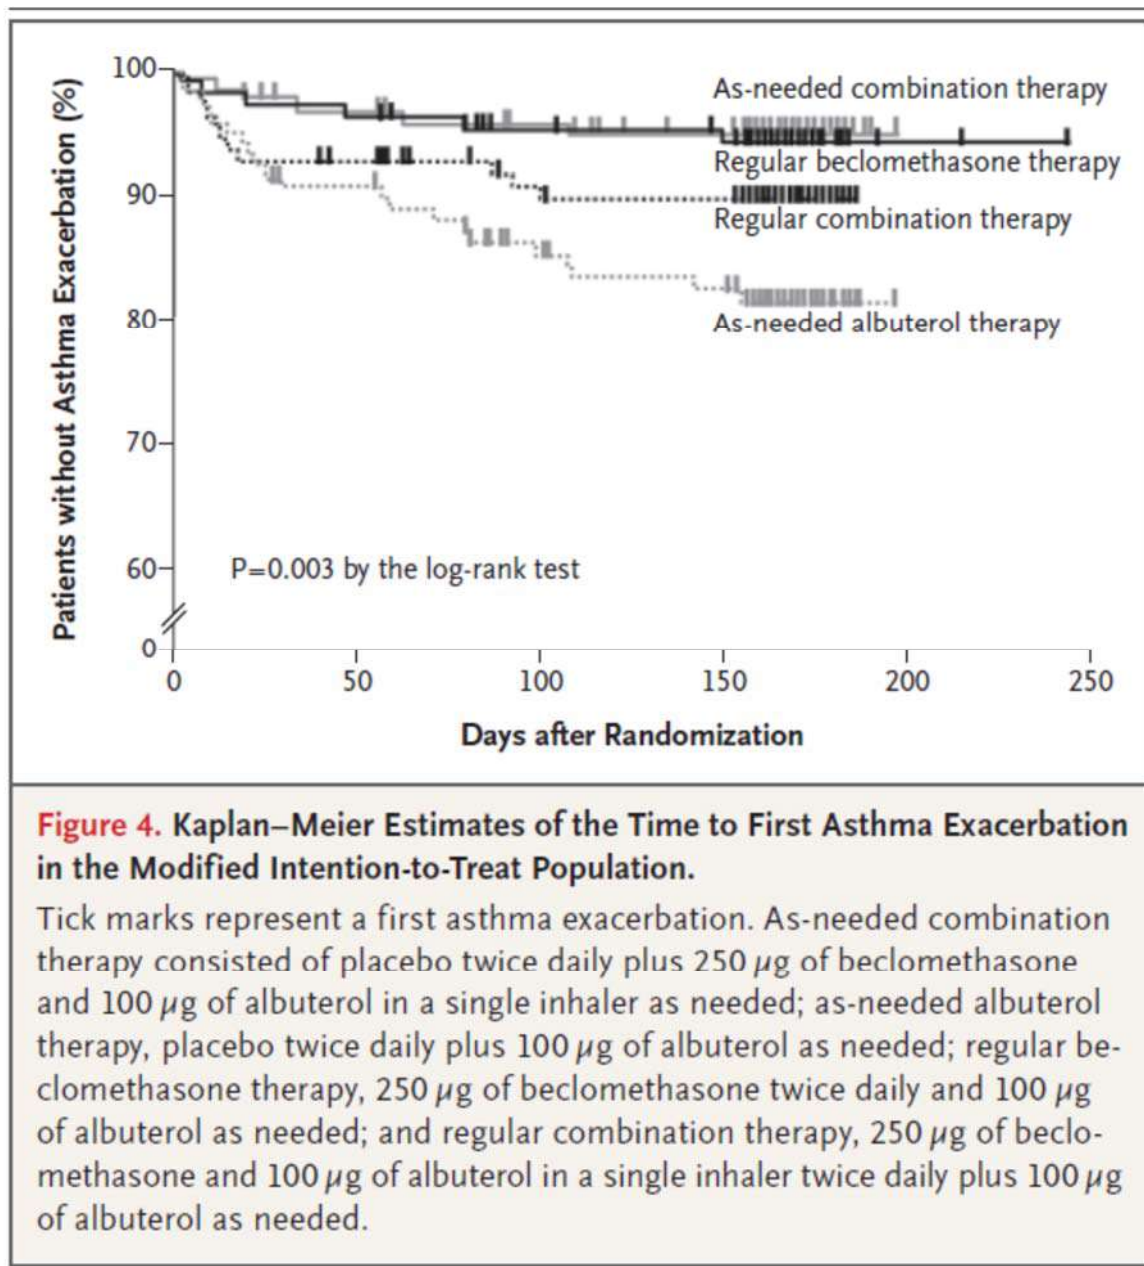 100
90
80
70
60
0
Patients without Asthma Exacerbation (%)
As-needed combination therapy
Regular beclomethasone therapy
Regular combination therapy
As-needed albuterol therapy
P=0.003 by the log-rank test
0 50 100 150 200 250
Days after Randomization
Figure 4. Kaplan–Meier Estimates of the Time to First Asthma Exacerbation
in the Modified Intention-to-Treat Population.
Tick marks represent a first asthma exacerbation. As-needed combination
therapy consisted of placebo twice daily plus 250 μg of beclomethasone
and 100 μg of albuterol in a single inhaler as needed; as-needed albuterol
therapy, placebo twice daily plus 100 μg of albuterol as needed; regular be-
clomethasone therapy, 250 μg of beclomethasone twice daily and 100 μg
of albuterol as needed; and regular combination therapy, 250 μg of beclo-
methasone and 100 μg of albuterol in a single inhaler twice daily plus 100 μg
of albuterol as needed.